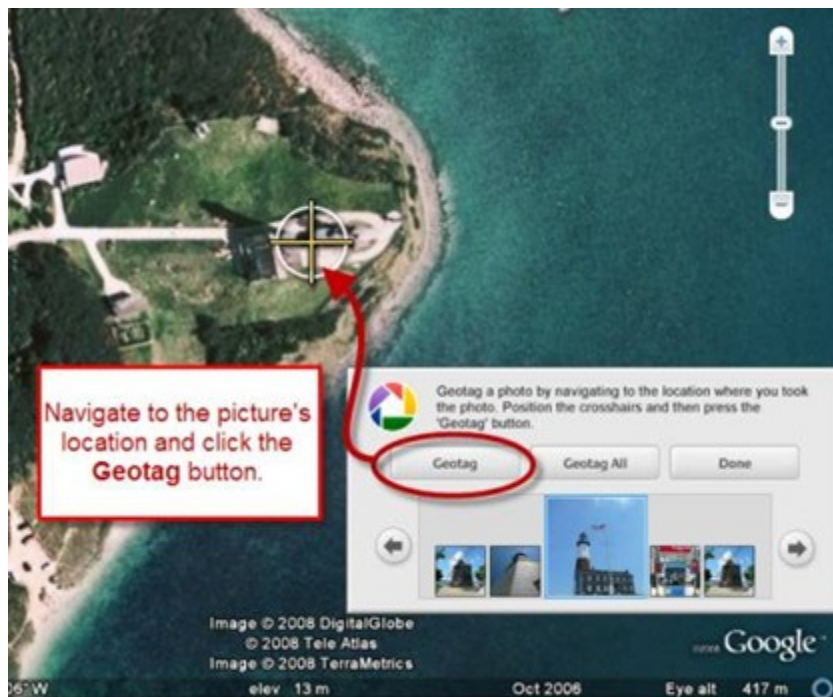 Navigate to the picture's
location and click the
Geotag button.
Geotag a photo by navigating to the location where you took
the photo. Position the crosshairs and then press the
'Geotag' button.
Geotag
Geotag All
Done
Image © 2008 DigitalGlobe
© 2008 Tele Atlas
Image © 2008 TerraMetrics
Google
elev 13 m
Oct 2006
Eye alt 417 m